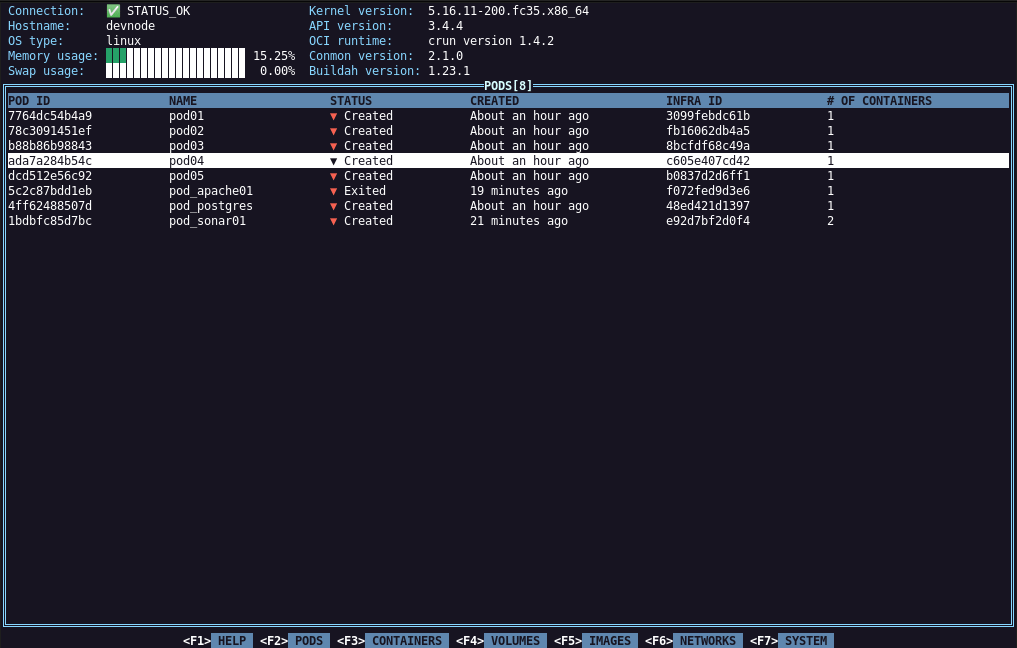 Connection: ✅ STATUS_OK Kernel version: 5.16.11-200.fc35.x86_64
Hostname: devnode API version: 3.4.4
OS type: linux OCI runtime: crun version 1.4.2
Memory usage: 15.25% Conmon version: 2.1.0
Swap usage: 0.00% Buildah version: 1.23.1
PODS[8]
POD ID NAME STATUS CREATED INFRA ID # OF CONTAINERS
7764dc54b4a9 pod01 ▼ Created About an hour ago 3099febdc61b 1
78c3091451ef pod02 ▼ Created About an hour ago fb16062db4a5 1
b88b86b98843 pod03 ▼ Created About an hour ago 8bcfdf68c49a 1
ada7a284b54c pod04 ▼ Created About an hour ago c605e407cd42 1
dcd512e56c92 pod05 ▼ Created About an hour ago b0837d2d6ff1 1
5c2c87bdd1eb pod_apache01 ▼ Exited 19 minutes ago f072fed9d3e6 1
4ff62488507d pod_postgres ▼ Created About an hour ago 48ed421d1397 1
1bdbfc85d7bc pod_sonar01 ▼ Created 21 minutes ago e92d7bf2d0f4 2
<F1> HELP <F2> PODS <F3> CONTAINERS <F4> VOLUMES <F5> IMAGES <F6> NETWORKS <F7> SYSTEM